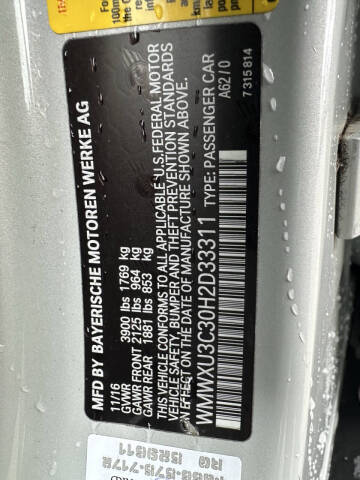 MFD BY BAYERISCHE MOTOREN WERKE AG
11/16
GVWR 3900 lbs 1769 kg
GAWR FRONT 2125 lbs 964 kg
GAWR REAR 1881 lbs 853 kg
THIS VEHICLE CONFORMS TO ALL APPLICABLE U.S.FEDERAL MOTOR
VEHICLE SAFETY, BUMPER AND THEFT PREVENTION STANDARDS
IN EFFECT ON THE DATE OF MANUFACTURE SHOWN ABOVE.
WMWXU3C30H2D33311 TYPE: PASSENGER CAR
A62/0
7315814